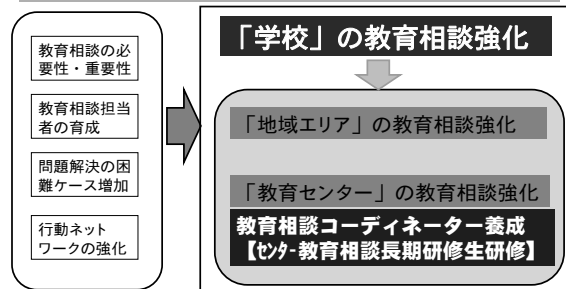 教育相談の必
要性・重要性
教育相談担当
者の育成
問題解決の困
難ケース増加
行動ネット
ワークの強化
「学校」の教育相談強化
「地域エリア」の教育相談強化
「教育センター」の教育相談強化
教育相談コーディネーター養成
【ｾﾝﾀ-教育相談長期研修生研修】